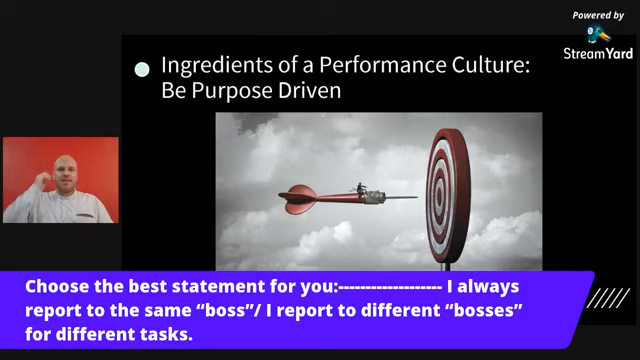 Powered by
StreamYard
Ingredients of a Performance Culture:
Be Purpose Driven
Choose the best statement for you:------------------ I always
report to the same “boss”/ I report to different “bosses”
for different tasks.